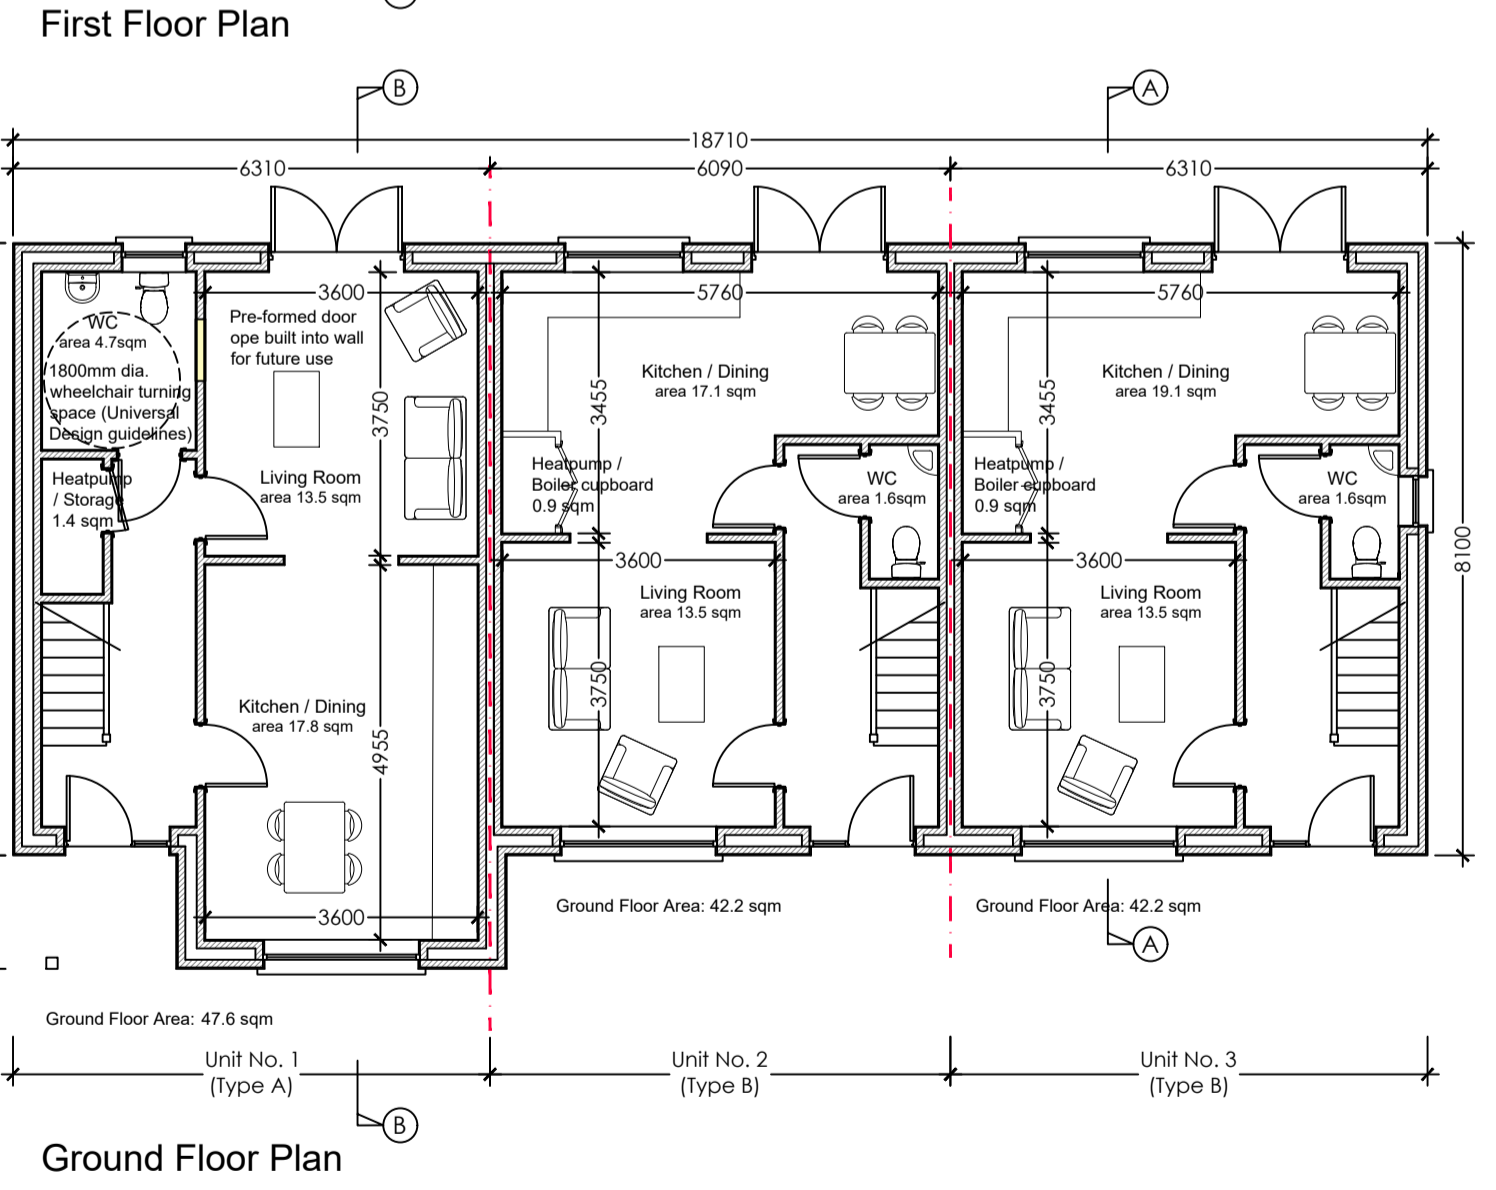 First Floor Plan
B
A
18710
6310
6090
6310
3600
5760
5760
Pre-formed door
ope built into wall
for future use
WC
area 4.7sqm
1800mm dia.
wheelchair turning
space (Universal
Design guidelines)
3750
3455
3455
Kitchen / Dining
area 17.1 sqm
Kitchen / Dining
area 19.1 sqm
Heatpump
/ Storage
1.4 sqm
Living Room
area 13.5 sqm
Heatpump /
Boiler cupboard
0.9 sqm
WC
area 1.6sqm
Heatpump /
Boiler cupboard
0.9 sqm
WC
area 1.6sqm
8100
3600
3600
Living Room
area 13.5 sqm
Living Room
area 13.5 sqm
3750
3750
Kitchen / Dining
area 17.8 sqm
4955
3600
Ground Floor Area: 42.2 sqm
Ground Floor Area: 42.2 sqm
A
Ground Floor Area: 47.6 sqm
Unit No. 1
(Type A)
Unit No. 2
(Type B)
Unit No. 3
(Type B)
B
Ground Floor Plan